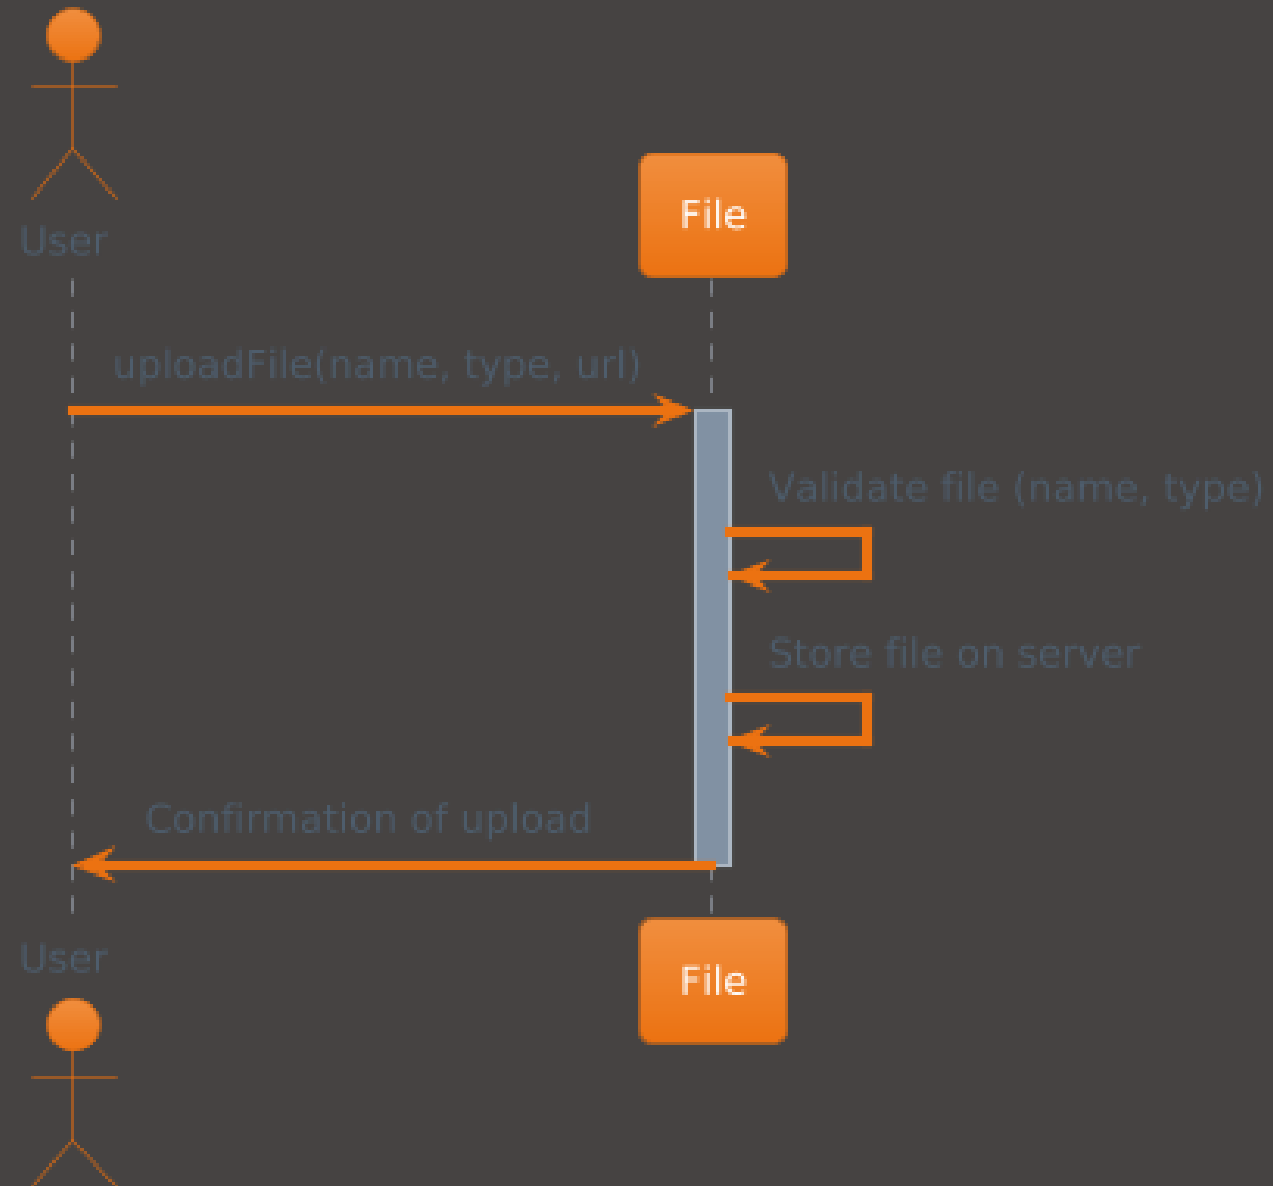 User
File
uploadFile(name, type, url)
Validate file (name, type)
Store file on server
Confirmation of upload
User
File